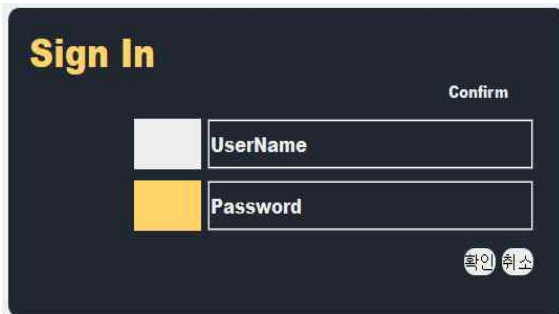 Sign In
Confirm
UserName
Password
확인 취소